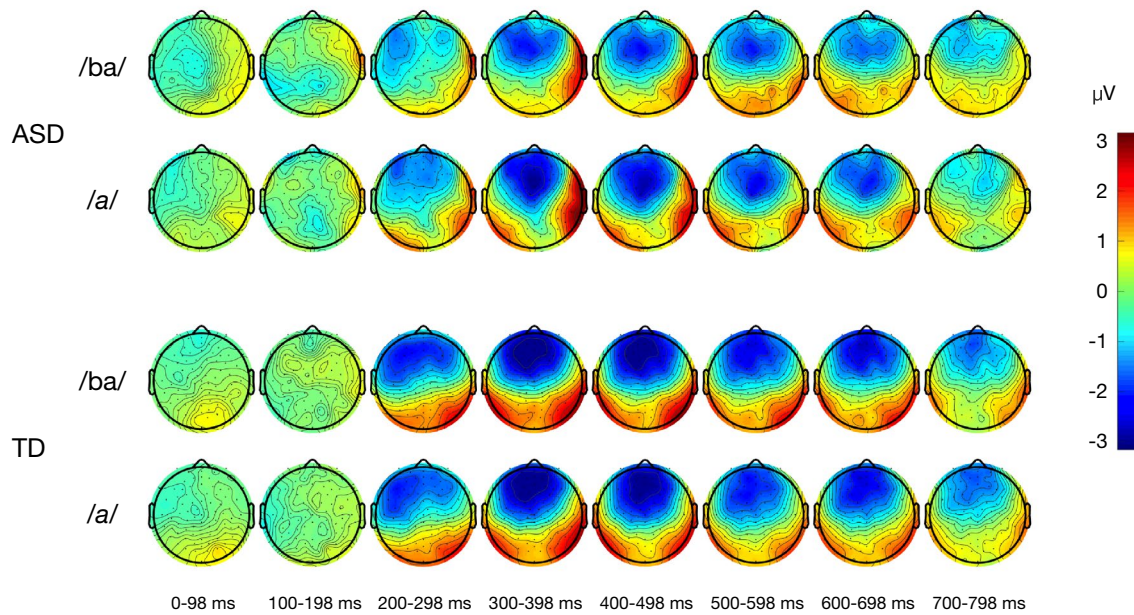 /ba/
μV
ASD
3
2
/a/
1
0
-1
/ba/
-2
-3
TD
/a/
0-98 ms 100-198 ms 200-298 ms 300-398 ms 400-498 ms 500-598 ms 600-698 ms 700-798 ms